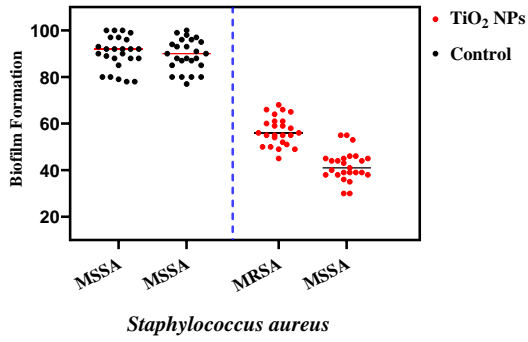 TiO₂ NPs
Control
Biofilm Formation
100
80
60
40
20
MSSA
MSSA
MRSA
MSSA
Staphylococcus aureus